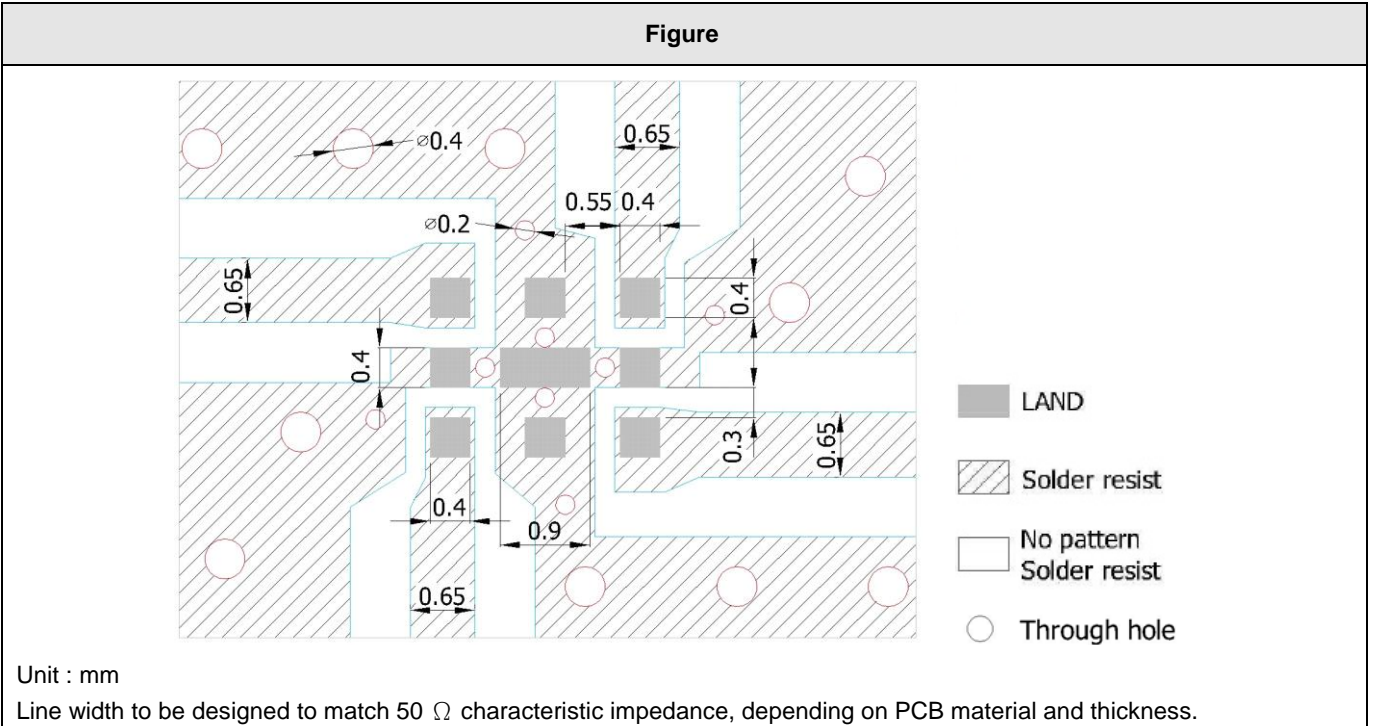 Figure
⌀0.4
0.65
0.55 0.4
⌀0.2
0.65
0.4
0.4
0.3
0.65
0.4
0.9
0.65
LAND
Solder resist
No pattern
Solder resist
Through hole
Unit : mm
Line width to be designed to match 50 Ω characteristic impedance, depending on PCB material and thickness.